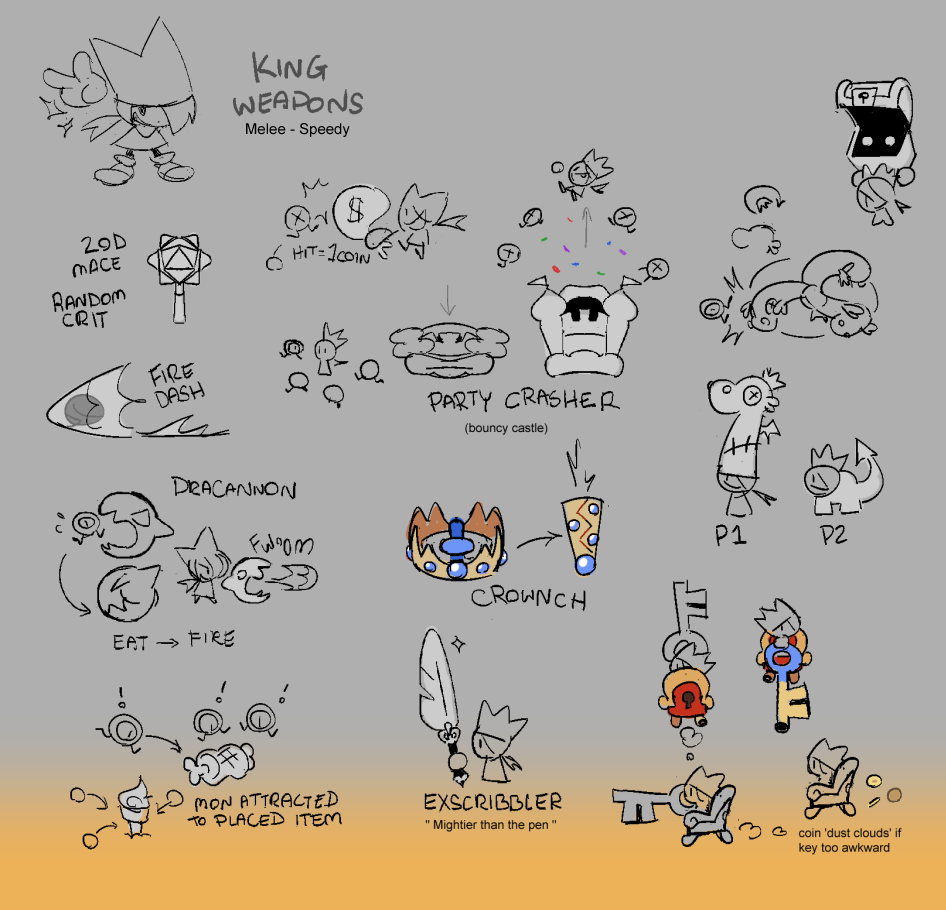 KING
WEAPONS
Melee - Speedy
20D
MACE
RANDOM
CRIT
$
HIT = 1 COIN
FIRE
DASH
PARTY CRASHER
(bouncy castle)
DRACANNON
FWOOM
EAT → FIRE
CROWNCH
P1
P2
! ! !
MON ATTRACTED
to PLACED ITEM
EXSCRIBBLER
" Mightier than the pen "
coin 'dust clouds' if
key too awkward